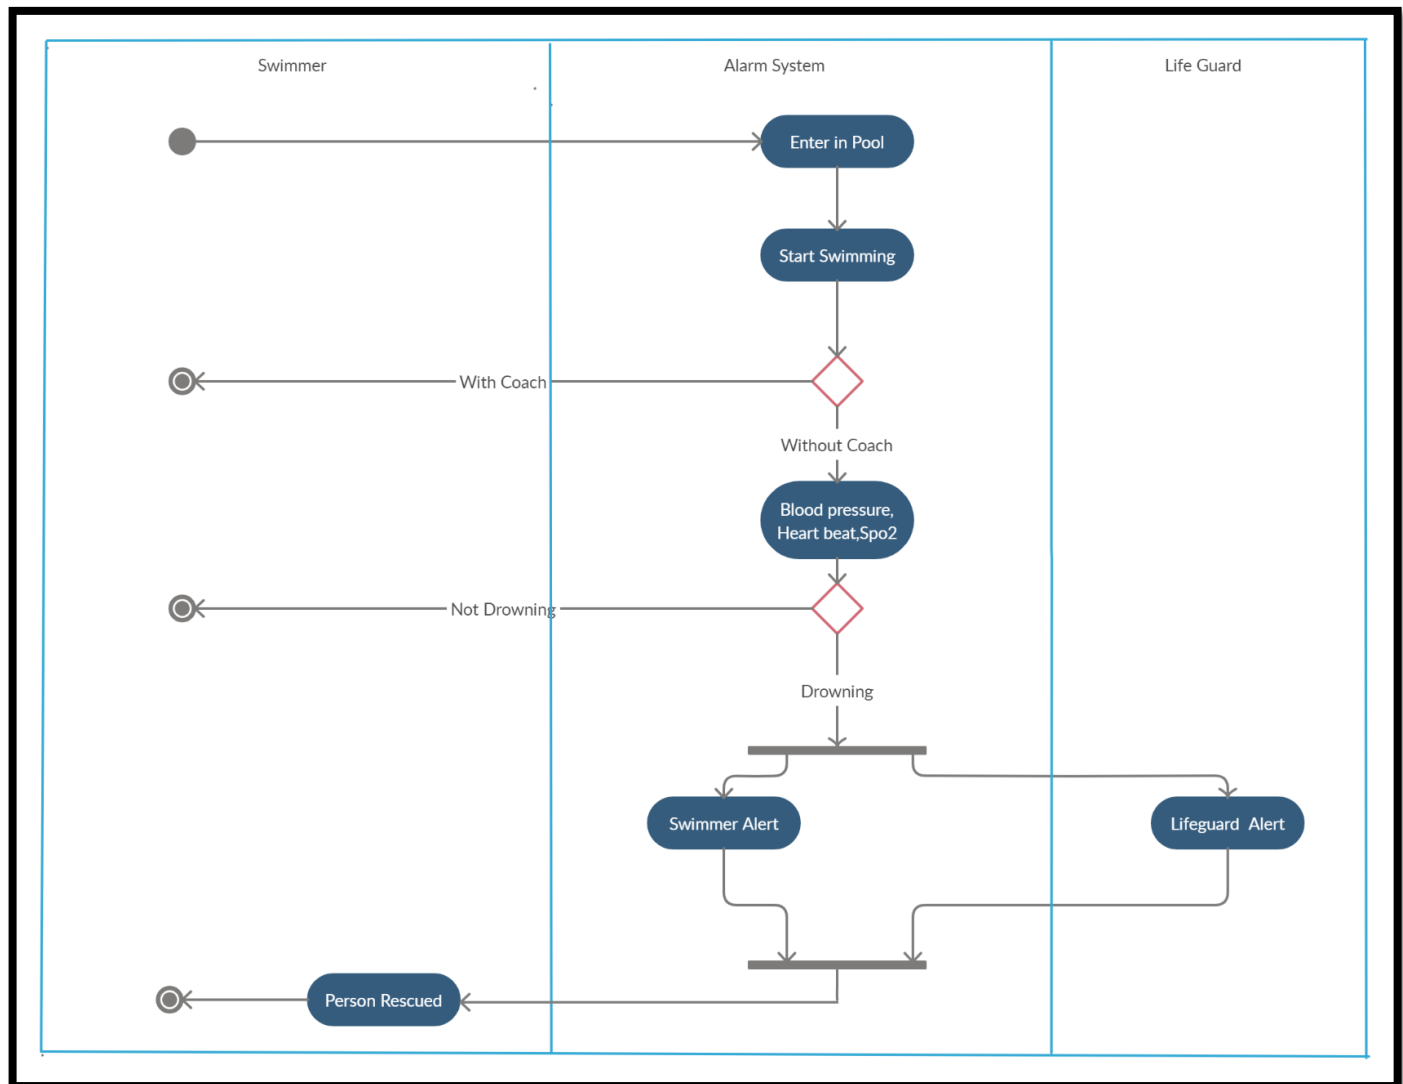 Swimmer
Alarm System
Life Guard
Enter in Pool
Start Swimming
With Coach
Without Coach
Blood pressure,
Heart beat,Spo2
Not Drowning
Drowning
Swimmer Alert
Lifeguard  Alert
Person Rescued